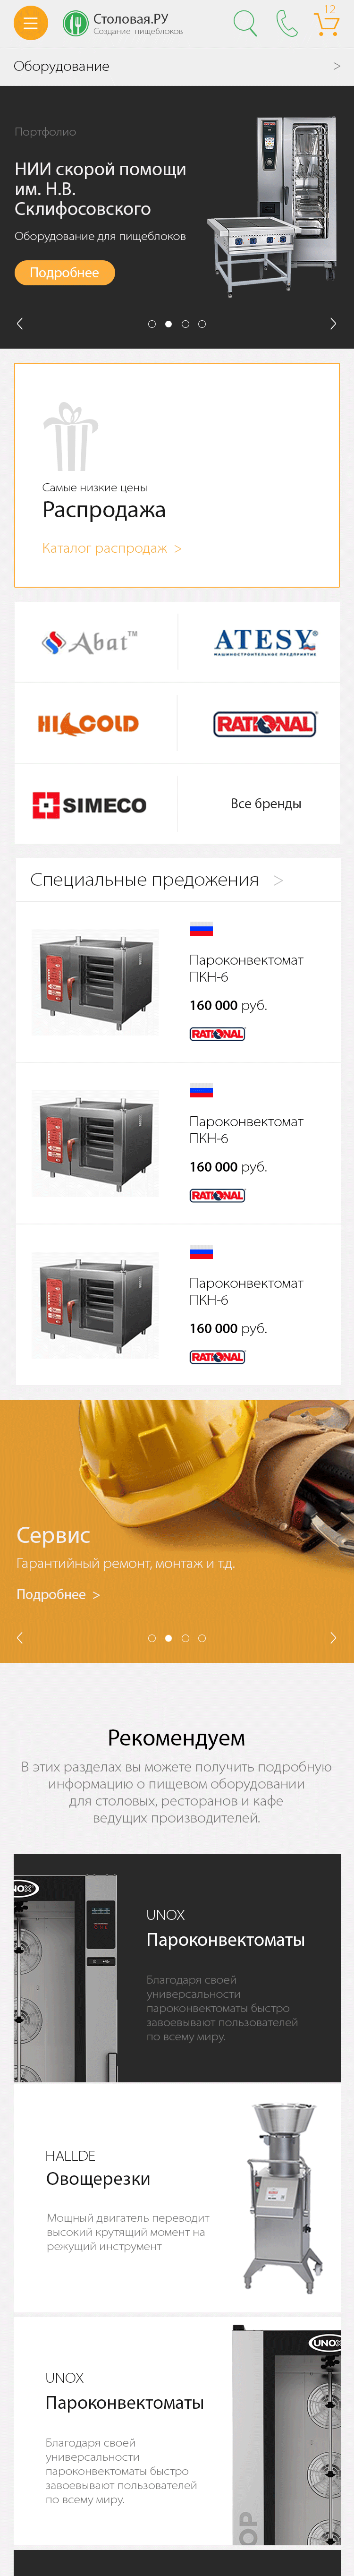 12
Столовая.РУ
Создание пищеблоков
Оборудование >
Портфолио
НИИ скорой помощи
им. Н.В.
Склифосовского
Оборудование для пищеблоков
Подробнее
Самые низкие цены
Распродажа
Каталог распродаж >
Abat™
ATESY®
МАШИНОСТРОИТЕЛЬНОЕ ПРЕДПРИЯТИЕ
HICOLD
RATIONAL
SIMECO
Все бренды
Специальные предожения >
Пароконвектомат
ПКН-6
160 000 руб.
RATIONAL
Пароконвектомат
ПКН-6
160 000 руб.
RATIONAL
Пароконвектомат
ПКН-6
160 000 руб.
RATIONAL
Сервис
Гарантийный ремонт, монтаж и т.д.
Подробнее >
Рекомендуем
В этих разделах вы можете получить подробную
информацию о пищевом оборудовании
для столовых, ресторанов и кафе
ведущих производителей.
UNOX
Пароконвектоматы
Благодаря своей
универсальности
пароконвектоматы быстро
завоевывают пользователей
по всему миру.
HALLDE
Овощерезки
Мощный двигатель переводит
высокий крутящий момент на
режущий инструмент
UNOX
UNOX
Пароконвектоматы
Благодаря своей
универсальности
пароконвектоматы быстро
завоевывают пользователей
по всему миру.